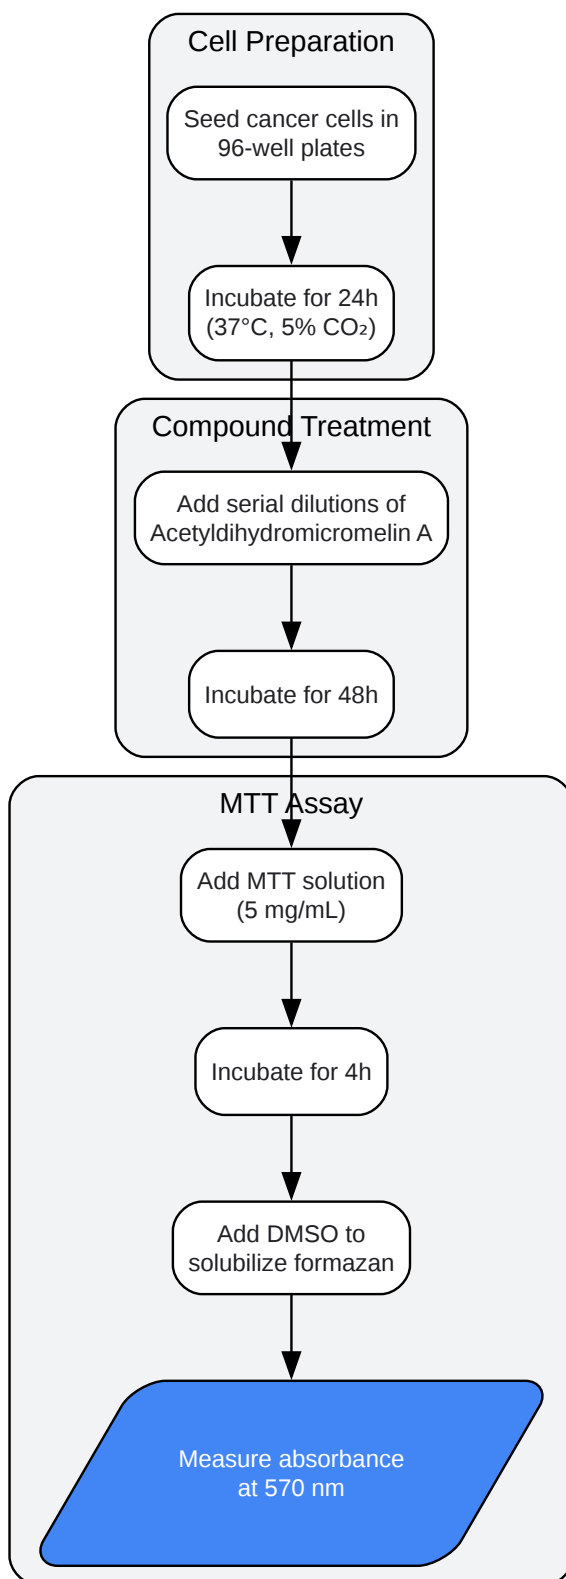 Cell Preparation
Seed cancer cells in
96-well plates
Incubate for 24h
(37°C, 5% CO₂)
Compound Treatment
Add serial dilutions of
Acetyldihydromicromelin A
Incubate for 48h
MTT Assay
Add MTT solution
(5 mg/mL)
Incubate for 4h
Add DMSO to
solubilize formazan
Measure absorbance
at 570 nm